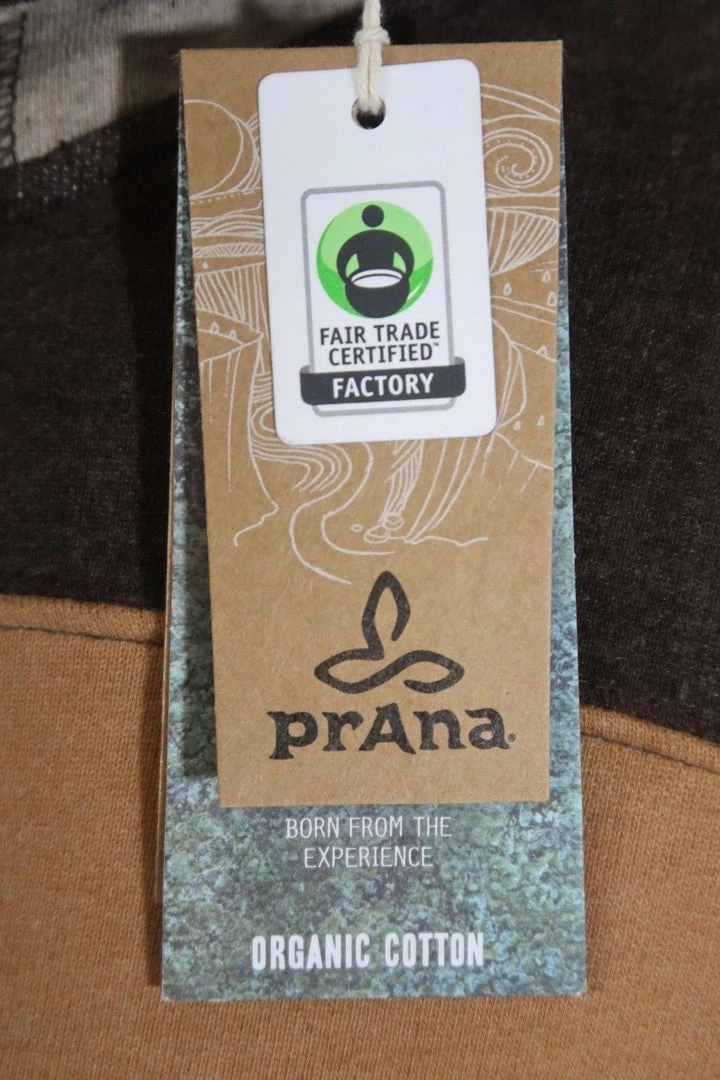 FAIR TRADE
CERTIFIED™
FACTORY
prAna®
BORN FROM THE
EXPERIENCE
ORGANIC COTTON